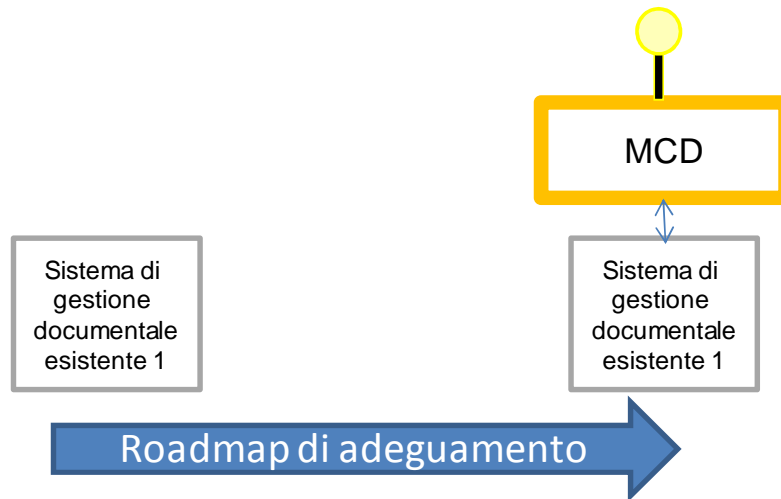 MCD
Sistema di
gestione
documentale
esistente 1
Sistema di
gestione
documentale
esistente 1
Roadmap di adeguamento